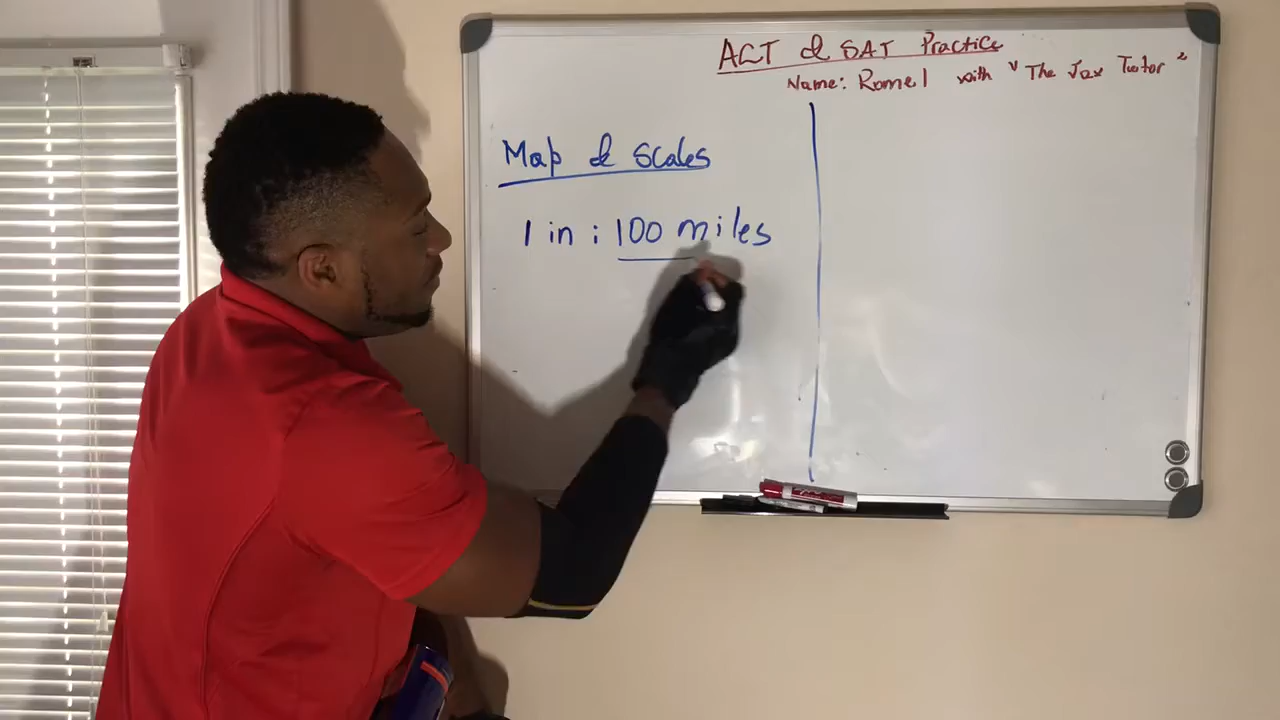 ACT & SAT Practice
Name: Romel with "The Jax Tutor"
Map & Scales
1 in : 100 miles